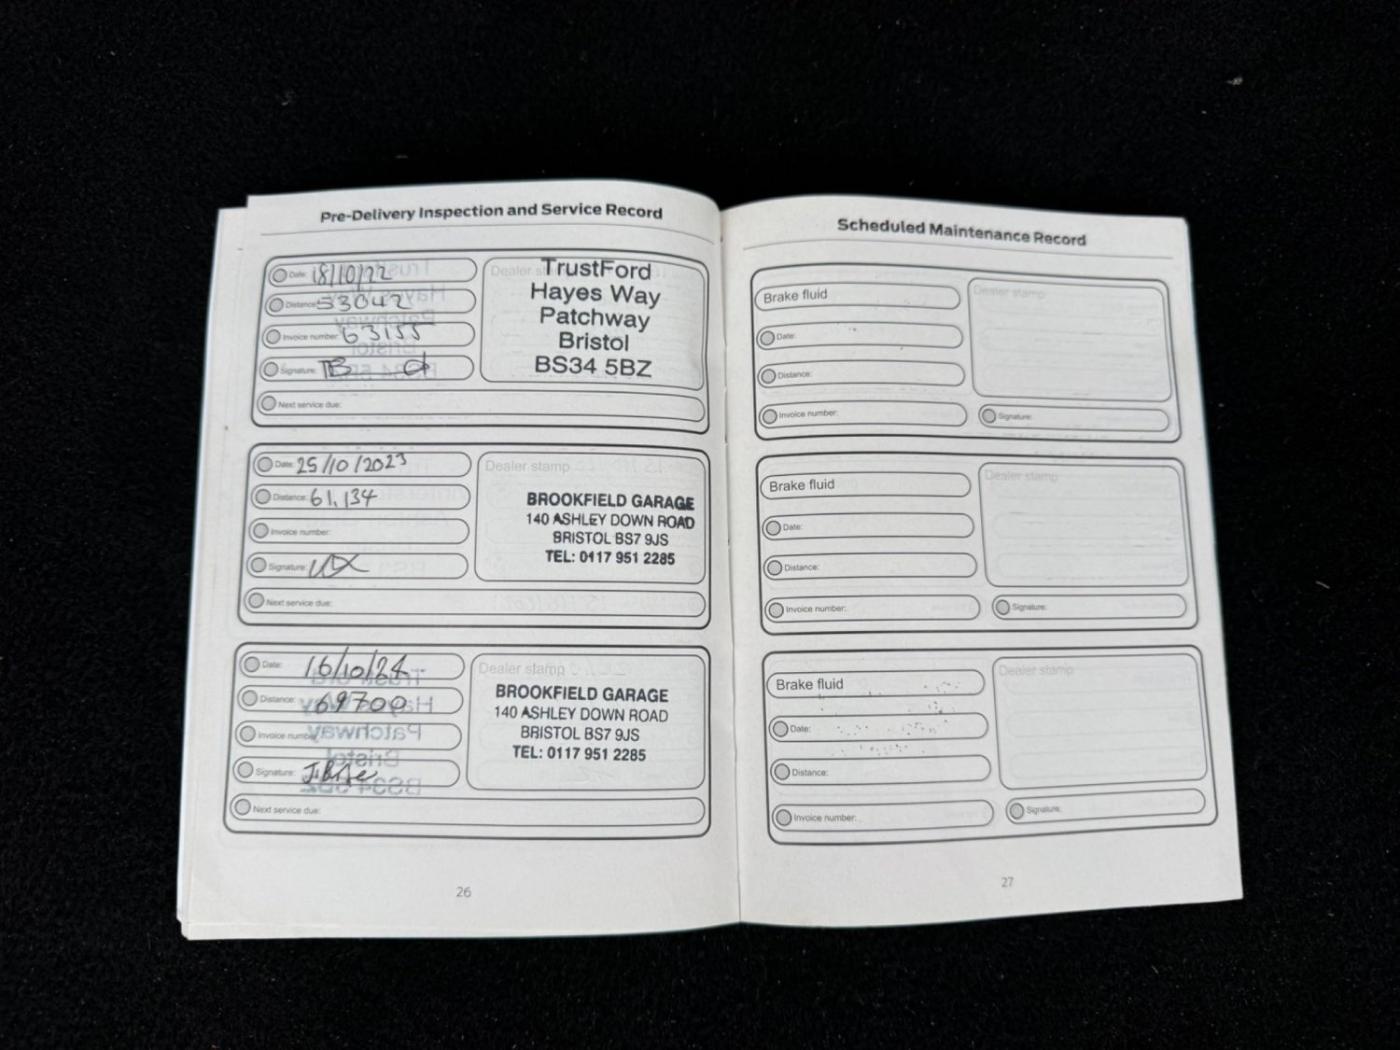 Pre-Delivery Inspection and Service Record
Date: 18/10/22
Distance: 53042
Invoice number: 63155
Signature:
Next service due:
Dealer stamp
TrustFord
Hayes Way
Patchway
Bristol
BS34 5BZ
Date: 25/10/2023
Distance: 61,134
Invoice number:
Signature:
Next service due:
Dealer stamp
BROOKFIELD GARAGE
140 ASHLEY DOWN ROAD
BRISTOL BS7 9JS
TEL: 0117 951 2285
Date: 16/10/24
Distance: 69700
Invoice number
Signature:
Next service due:
Dealer stamp
BROOKFIELD GARAGE
140 ASHLEY DOWN ROAD
BRISTOL BS7 9JS
TEL: 0117 951 2285
26
Scheduled Maintenance Record
Brake fluid
Date:
Distance:
Invoice number:
Dealer stamp
Signature:
Brake fluid
Date:
Distance:
Invoice number:
Dealer stamp
Signature:
Brake fluid
Date:
Distance:
Invoice number:
Dealer stamp
Signature:
27